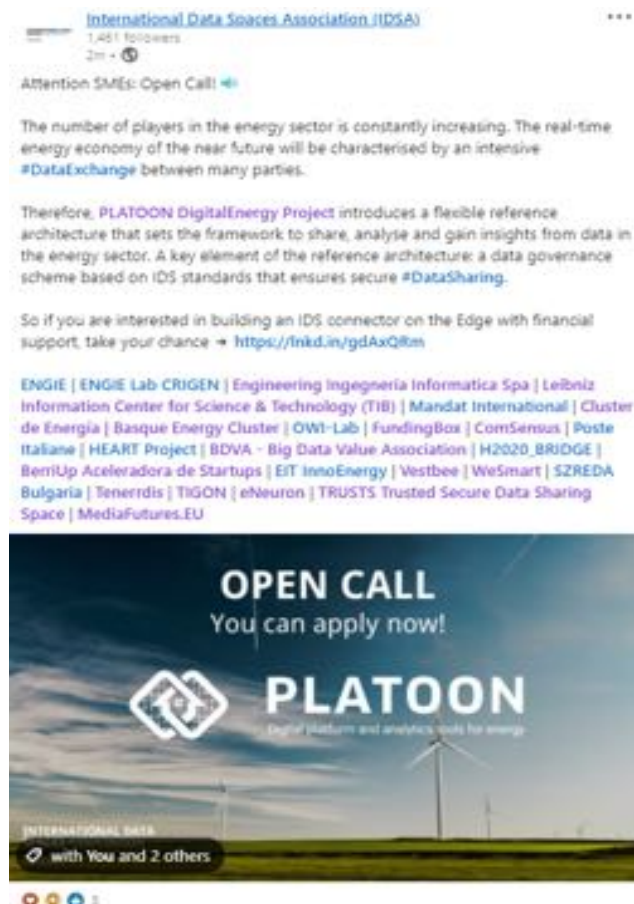 International Data Spaces Association (IDSA)
1,461 followers
2m •
Attention SMEs: Open Call!
The number of players in the energy sector is constantly increasing. The real-time
energy economy of the near future will be characterised by an intensive
#DataExchange between many parties.
Therefore, PLATOON DigitalEnergy Project introduces a flexible reference
architecture that sets the framework to share, analyse and gain insights from data in
the energy sector. A key element of the reference architecture: a data governance
scheme based on IDS standards that ensures secure #DataSharing.
So if you are interested in building an IDS connector on the Edge with financial
support, take your chance → https://lnkd.in/gdAxQRm
ENGIE | ENGIE Lab CRIGEN | Engineering Ingegneria Informatica Spa | Leibniz
Information Center for Science & Technology (TIB) | Mandat International | Cluster
de Energía | Basque Energy Cluster | OWI-Lab | FundingBox | ComSensus | Poste
Italiane | HEART Project | BDVA - Big Data Value Association | H2020_BRIDGE |
BerriUp Aceleradora de Startups | EIT InnoEnergy | Vestbee | WeSmart | SZREDA
Bulgaria | Tenerrdis | TIGON | eNeuron | TRUSTS Trusted Secure Data Sharing
Space | MediaFutures.EU
OPEN CALL
You can apply now!
PLATOON
Digital platform and analytics tools for energy
INTERNATIONAL DATA
with You and 2 others